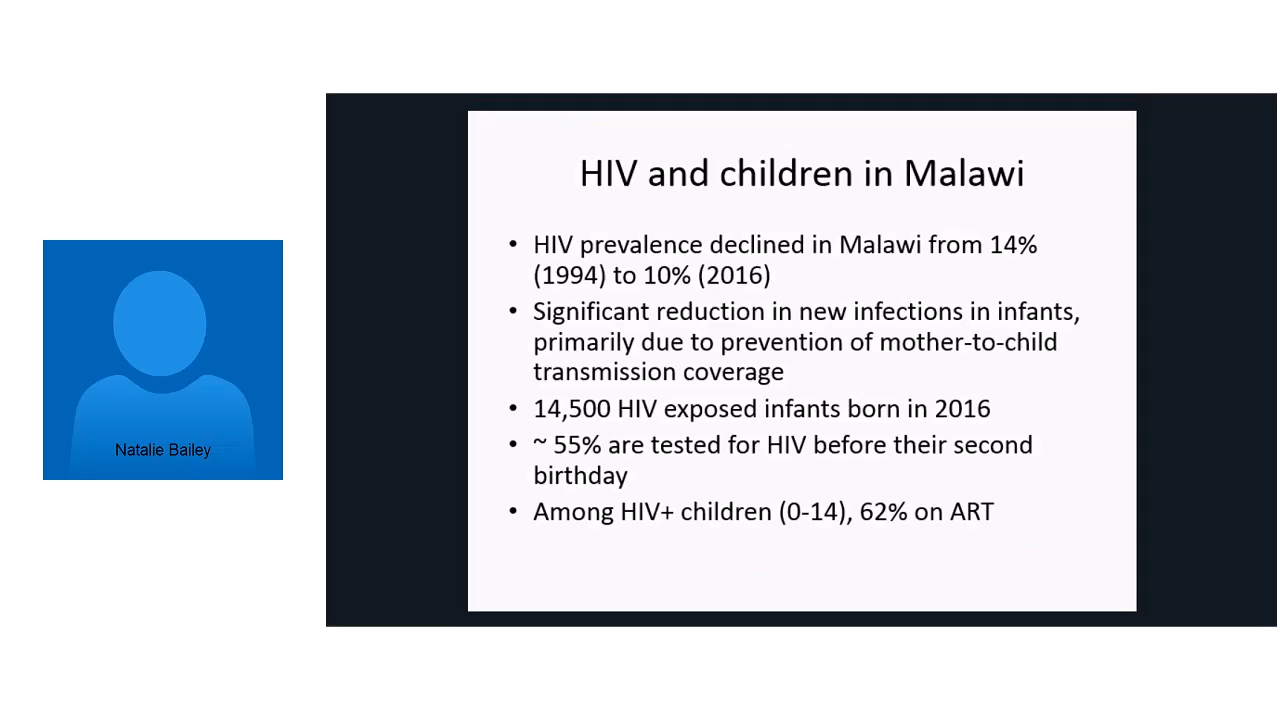 HIV and children in Malawi
• HIV prevalence declined in Malawi from 14%
(1994) to 10% (2016)
• Significant reduction in new infections in infants,
primarily due to prevention of mother-to-child
transmission coverage
• 14,500 HIV exposed infants born in 2016
• ~ 55% are tested for HIV before their second
birthday
• Among HIV+ children (0-14), 62% on ART
Natalie Bailey